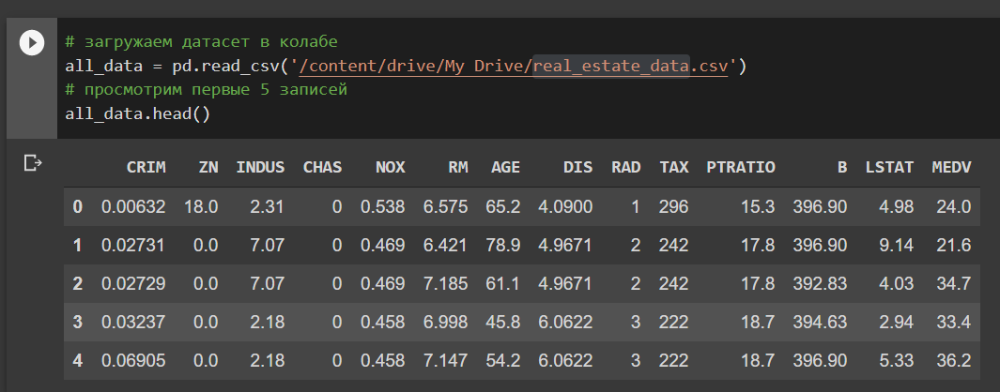 # загружаем датасет в колабе
all_data = pd.read_csv('/content/drive/My Drive/real_estate_data.csv')
# просмотрим первые 5 записей
all_data.head()
CRIM ZN INDUS CHAS NOX RM AGE DIS RAD TAX PTRATIO B LSTAT MEDV
0 0.00632 18.0 2.31 0 0.538 6.575 65.2 4.0900 1 296 15.3 396.90 4.98 24.0
1 0.02731 0.0 7.07 0 0.469 6.421 78.9 4.9671 2 242 17.8 396.90 9.14 21.6
2 0.02729 0.0 7.07 0 0.469 7.185 61.1 4.9671 2 242 17.8 392.83 4.03 34.7
3 0.03237 0.0 2.18 0 0.458 6.998 45.8 6.0622 3 222 18.7 394.63 2.94 33.4
4 0.06905 0.0 2.18 0 0.458 7.147 54.2 6.0622 3 222 18.7 396.90 5.33 36.2